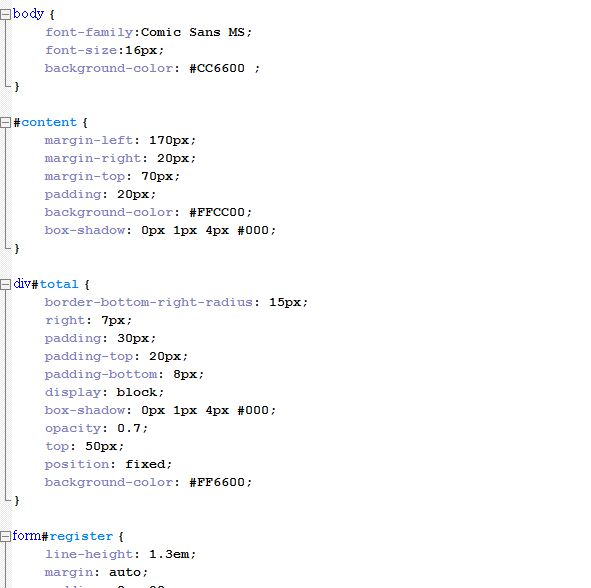 body {
font-family:Comic Sans MS;
font-size:16px;
background-color: #CC6600 ;
}
#content {
margin-left: 170px;
margin-right: 20px;
margin-top: 70px;
padding: 20px;
background-color: #FFCC00;
box-shadow: 0px 1px 4px #000;
}
div#total {
border-bottom-right-radius: 15px;
right: 7px;
padding: 30px;
padding-top: 20px;
padding-bottom: 8px;
display: block;
box-shadow: 0px 1px 4px #000;
opacity: 0.7;
top: 50px;
position: fixed;
background-color: #FF6600;
}
form#register {
line-height: 1.3em;
margin: auto;